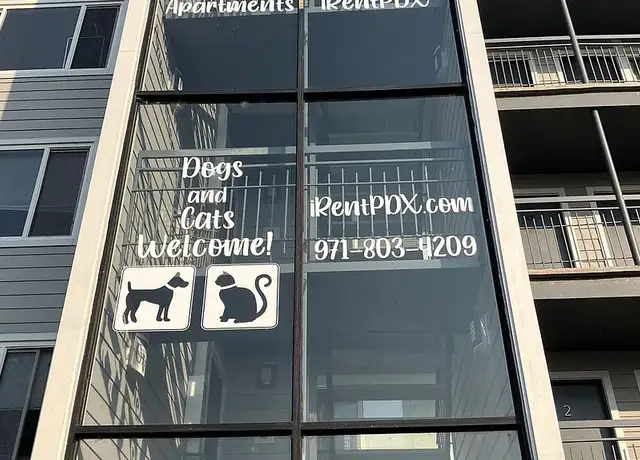 Apartments
iRentPDX
Dogs
and
Cats
Welcome!
iRentPDX.com
971-803-4209
2